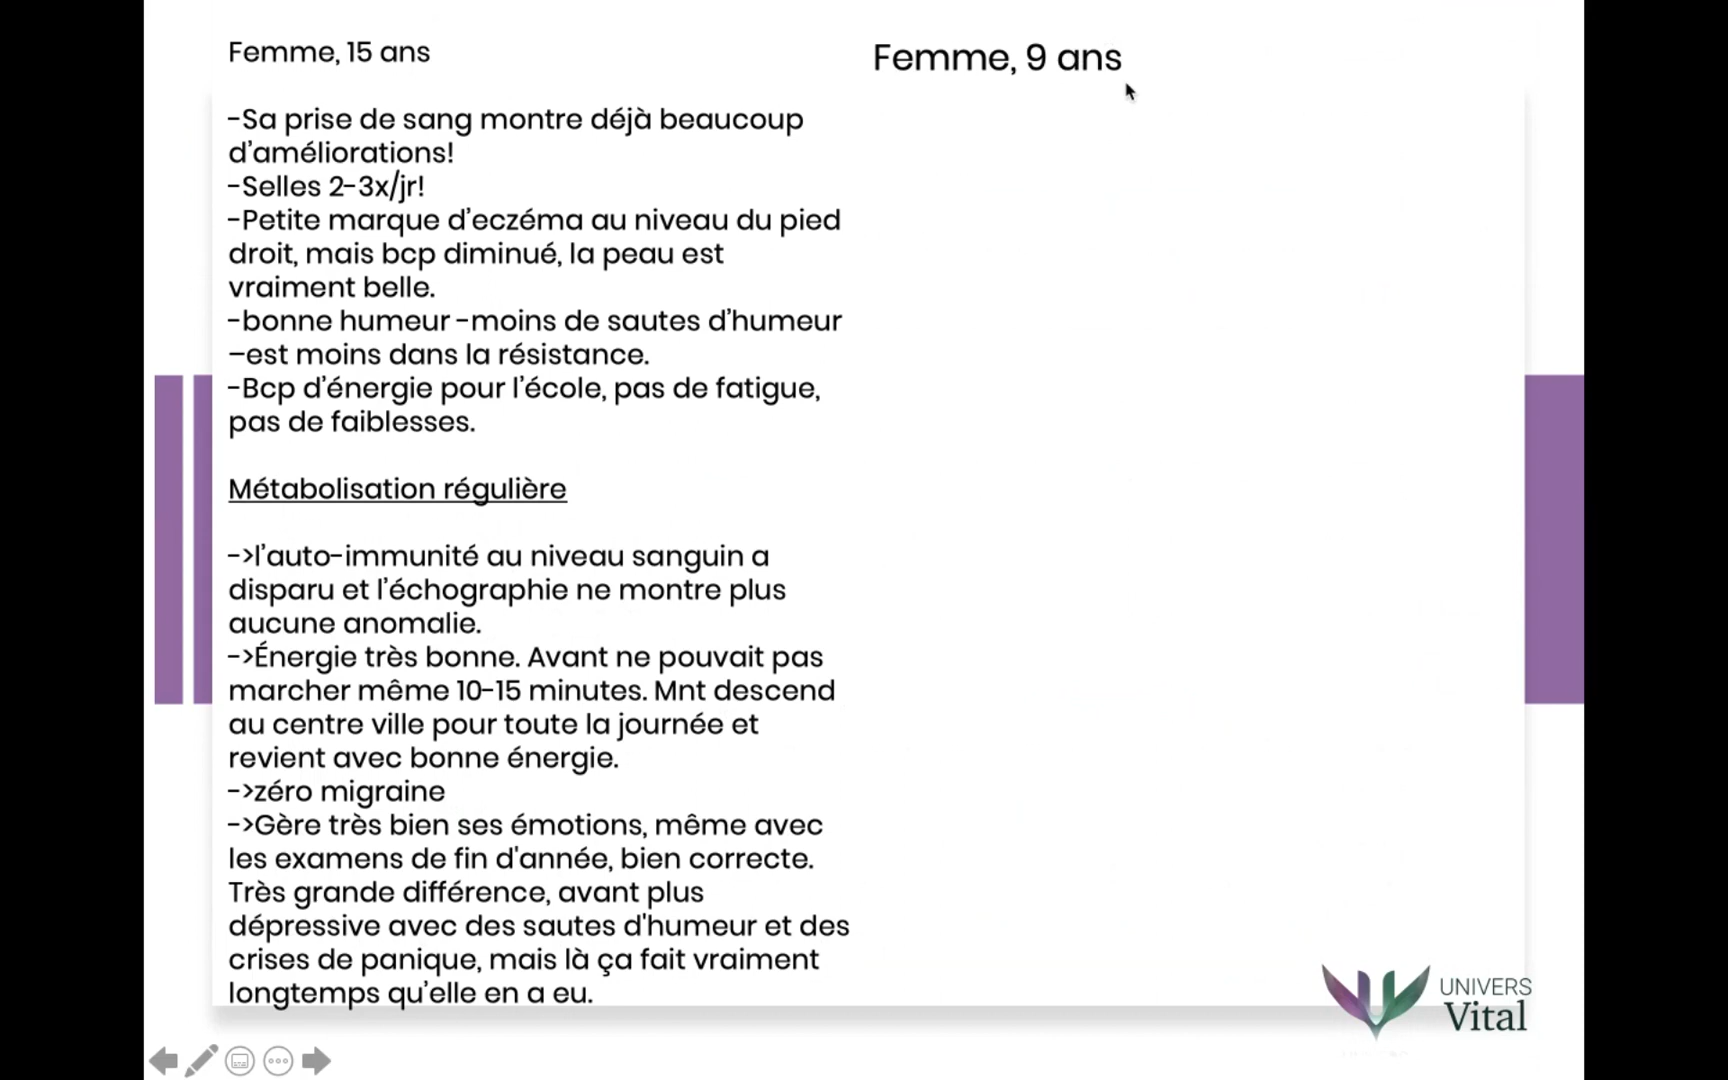 Femme, 15 ans
-Sa prise de sang montre déjà beaucoup
d'améliorations!
-Selles 2-3x/jr!
-Petite marque d'eczéma au niveau du pied
droit, mais bcp diminué, la peau est
vraiment belle.
-bonne humeur -moins de sautes d'humeur
–est moins dans la résistance.
-Bcp d'énergie pour l'école, pas de fatigue,
pas de faiblesses.
Métabolisation régulière
->l'auto-immunité au niveau sanguin a
disparu et l'échographie ne montre plus
aucune anomalie.
->Énergie très bonne. Avant ne pouvait pas
marcher même 10-15 minutes. Mnt descend
au centre ville pour toute la journée et
revient avec bonne énergie.
->zéro migraine
->Gère très bien ses émotions, même avec
les examens de fin d'année, bien correcte.
Très grande différence, avant plus
dépressive avec des sautes d'humeur et des
crises de panique, mais là ça fait vraiment
longtemps qu'elle en a eu.
Femme, 9 ans
UNIVERS
Vital